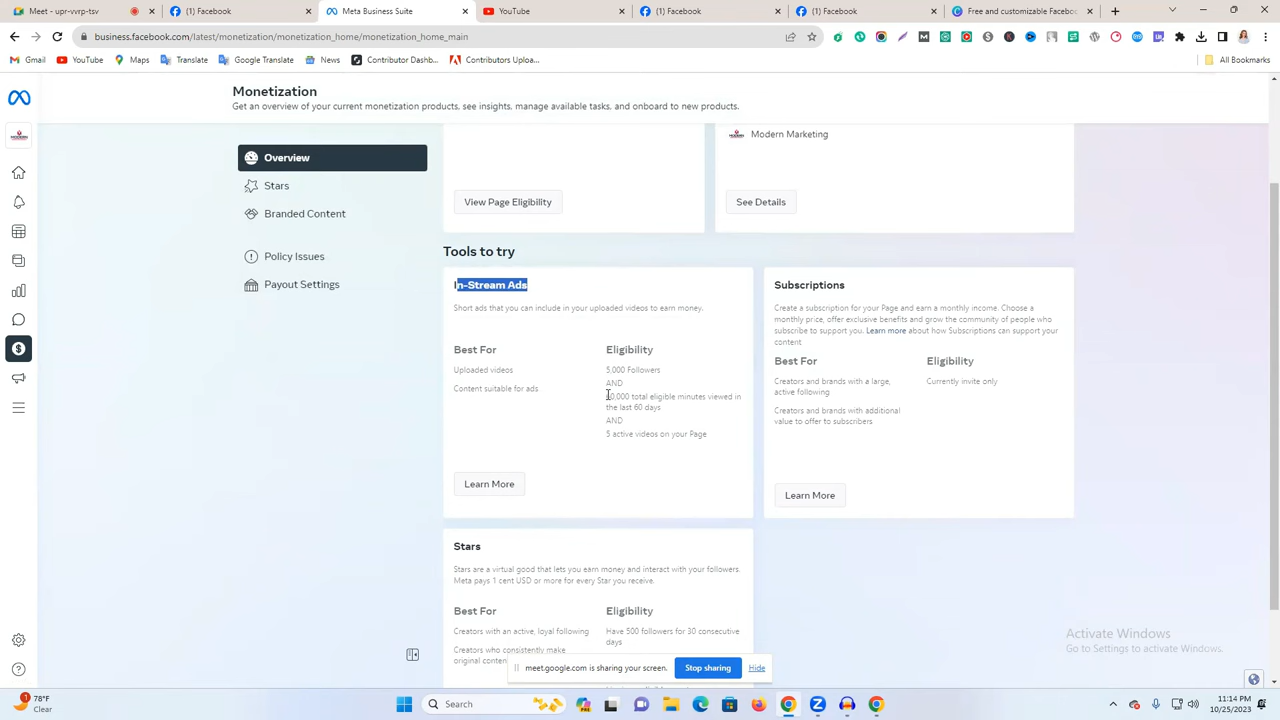 Meet - upr-vvrp-tsv
(1) Facebook
Meta Business Suite
YouTube
(1) Facebook
(1) Facebook
Free and customizable Faceboo
business.facebook.com/latest/monetization/monetization_home/monetization_home_main
Gmail
YouTube
Maps
Translate
Google Translate
News
Contributor Dashb...
Contributors Uploa...
All Bookmarks
Monetization
Get an overview of your current monetization products, see insights, manage available tasks, and onboard to new products.
Overview
Stars
Branded Content
Policy Issues
Payout Settings
Modern Marketing
View Page Eligibility
See Details
Tools to try
In-Stream Ads
Short ads that you can include in your uploaded videos to earn money.
Best For
Uploaded videos
Content suitable for ads
Eligibility
5,000 Followers
AND
total eligible minutes viewed in
the last 60 days
AND
5 active videos on your Page
Learn More
Subscriptions
Create a subscription for your Page and earn a monthly income. Choose a
monthly price, offer exclusive benefits and grow the community of people who
subscribe to support you. Learn more about how Subscriptions can support your
content
Best For
Creators and brands with a large,
active following
Creators and brands with additional
value to offer to subscribers
Eligibility
Currently invite only
Learn More
Stars
Stars are a virtual good that lets you earn money and interact with your followers.
Meta pays 1 cent USD or more for every Star you receive.
Best For
Creators with an active, loyal following
Creators who consistently make
original conten
Eligibility
Have 500 followers for 30 consecutive
days
meet.google.com is sharing your screen.
Stop sharing
Hide
Activate Windows
Go to Settings to activate Windows.
78°F
Clear
Search
11:14 PM
10/25/2023